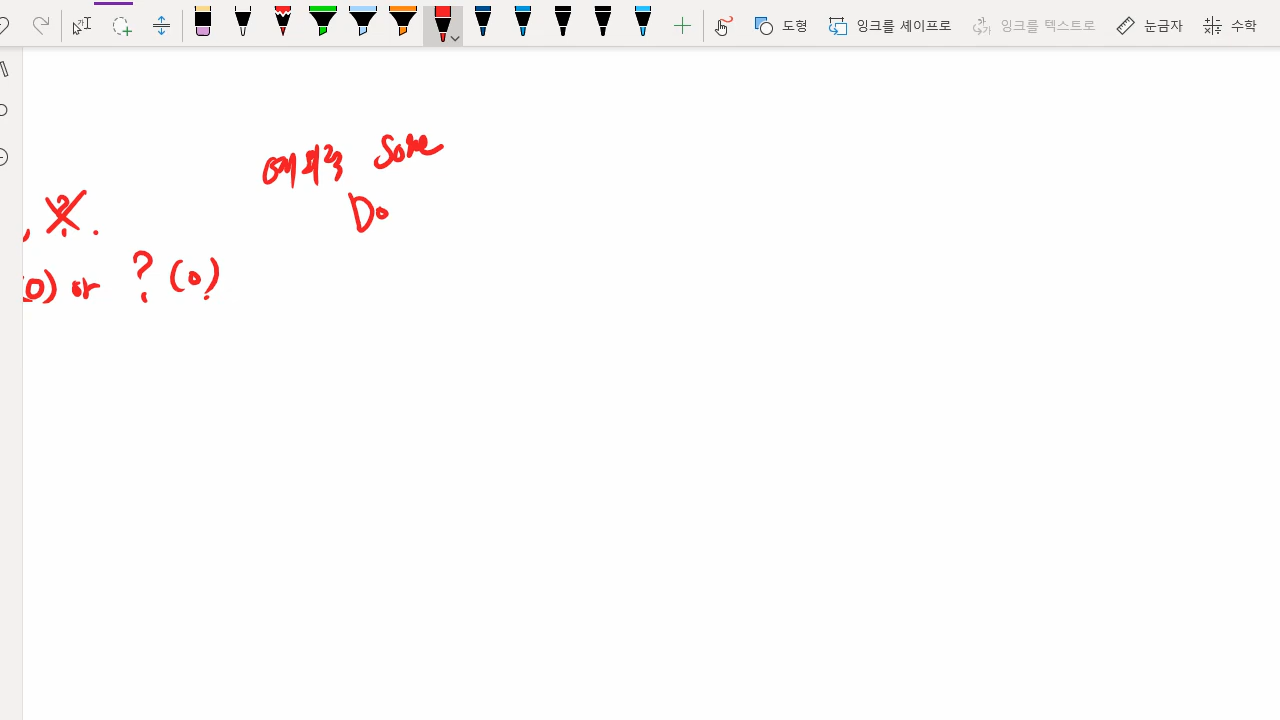 도형 잉크를 셰이프로 잉크를 텍스트로 눈금자 수학
예외적 Some
Do
, ? .
(O) or ? (O)